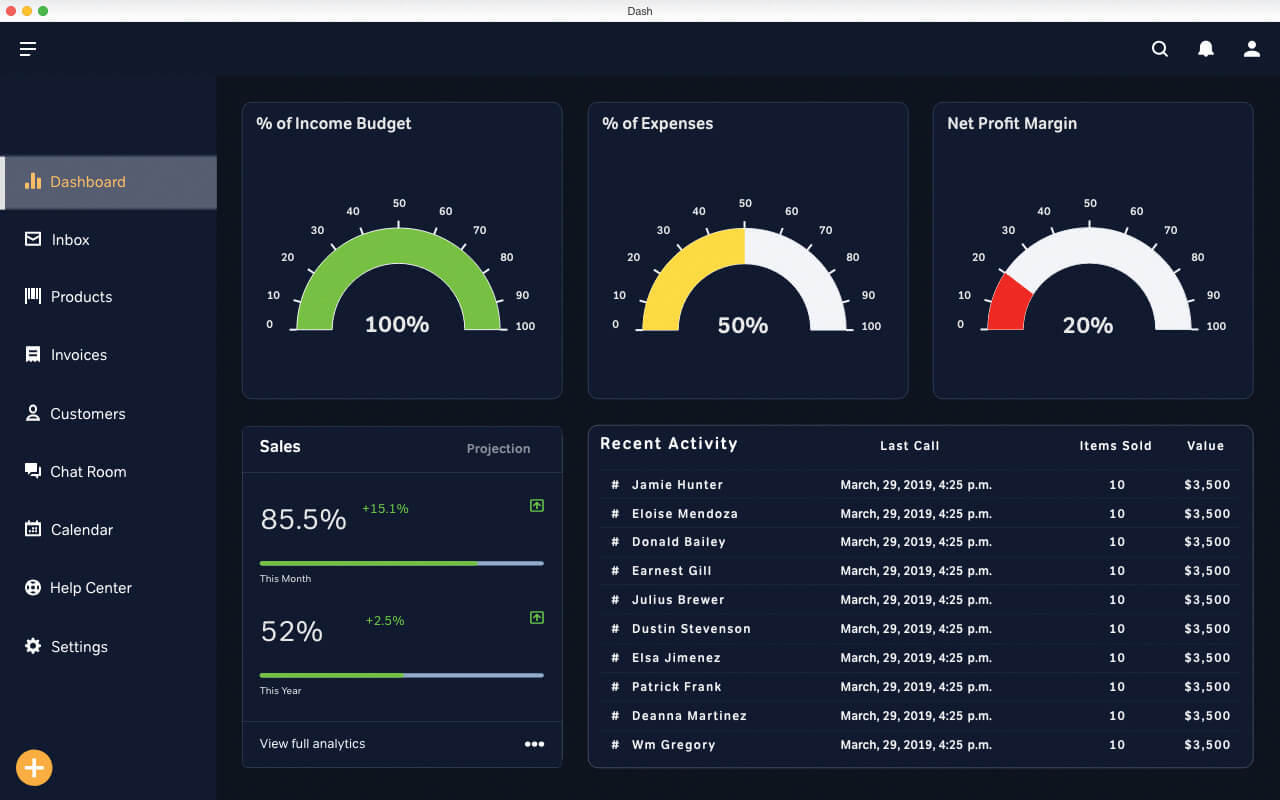 Dash
Dashboard
Inbox
Products
Invoices
Customers
Chat Room
Calendar
Help Center
Settings
% of Income Budget
0 10 20 30 40 50 60 70 80 90 100
100%
% of Expenses
0 10 20 30 40 50 60 70 80 90 100
50%
Net Profit Margin
0 10 20 30 40 50 60 70 80 90 100
20%
Sales Projection
85.5% +15.1%
This Month
52% +2.5%
This Year
View full analytics
Recent Activity Last Call Items Sold Value
# Jamie Hunter March, 29, 2019, 4:25 p.m. 10 $3,500
# Eloise Mendoza March, 29, 2019, 4:25 p.m. 10 $3,500
# Donald Bailey March, 29, 2019, 4:25 p.m. 10 $3,500
# Earnest Gill March, 29, 2019, 4:25 p.m. 10 $3,500
# Julius Brewer March, 29, 2019, 4:25 p.m. 10 $3,500
# Dustin Stevenson March, 29, 2019, 4:25 p.m. 10 $3,500
# Elsa Jimenez March, 29, 2019, 4:25 p.m. 10 $3,500
# Patrick Frank March, 29, 2019, 4:25 p.m. 10 $3,500
# Deanna Martinez March, 29, 2019, 4:25 p.m. 10 $3,500
# Wm Gregory March, 29, 2019, 4:25 p.m. 10 $3,500